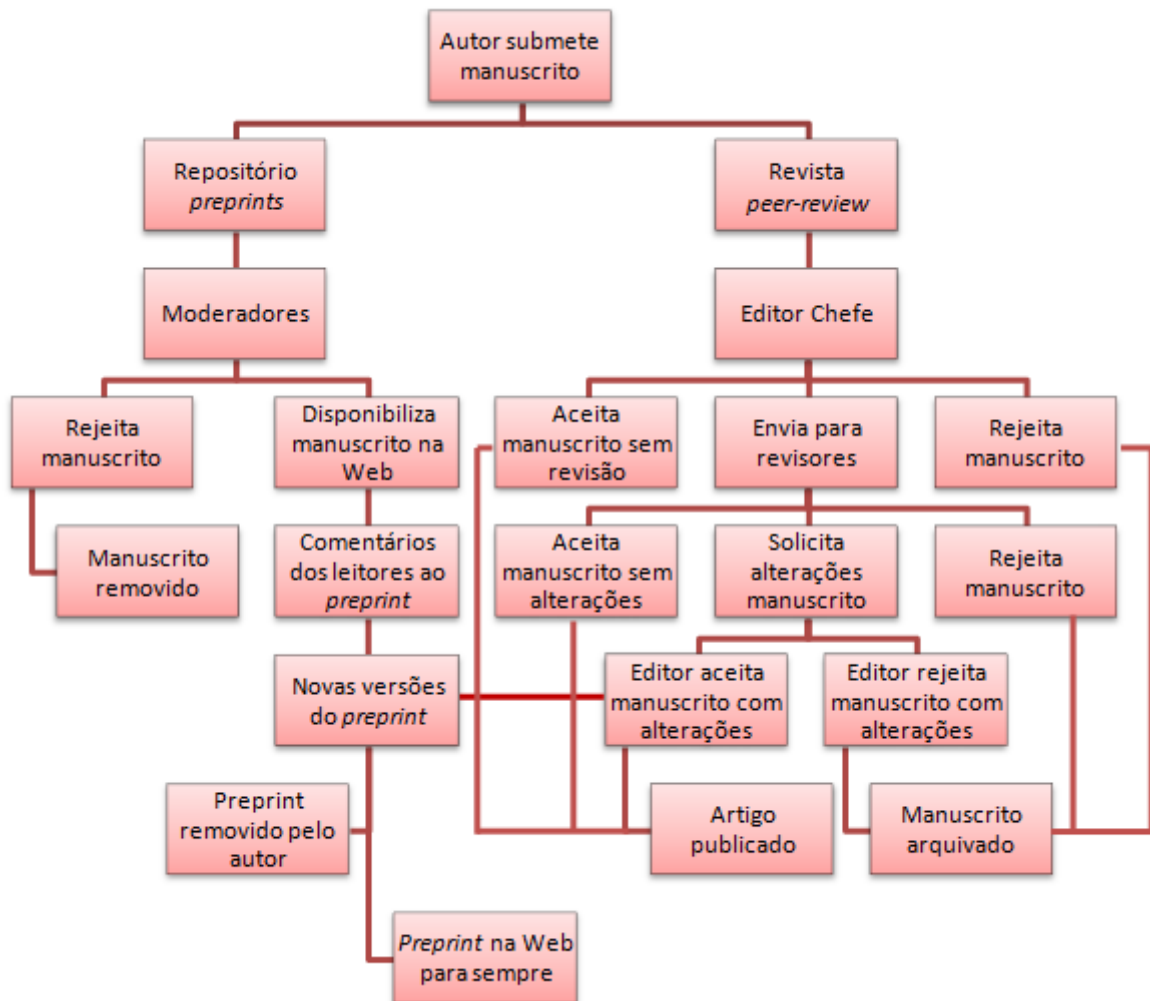 Autor submete
manuscrito
Repositório
preprints
Revista
peer-review
Moderadores
Editor Chefe
Rejeita
manuscrito
Disponibiliza
manuscrito na
Web
Aceita
manuscrito sem
revisão
Envia para
revisores
Rejeita
manuscrito
Manuscrito
removido
Comentários
dos leitores ao
preprint
Aceita
manuscrito sem
alterações
Solicita
alterações
manuscrito
Rejeita
manuscrito
Novas versões
do preprint
Editor aceita
manuscrito com
alterações
Editor rejeita
manuscrito com
alterações
Preprint
removido pelo
autor
Artigo
publicado
Manuscrito
arquivado
Preprint na Web
para sempre